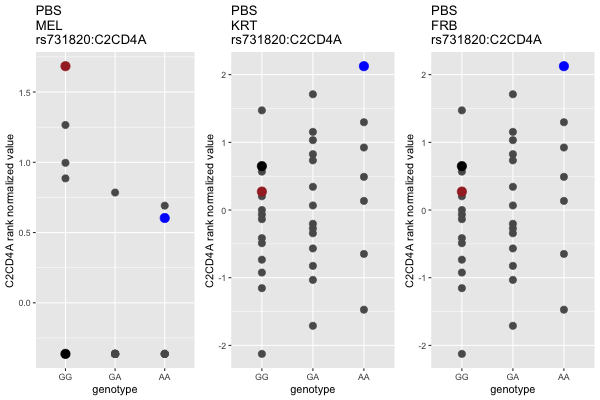 PBS
MEL
rs731820:C2CD4A
C2CD4A rank normalized value
1.5
1.0
0.5
0.0
GG GA AA
genotype
PBS
KRT
rs731820:C2CD4A
C2CD4A rank normalized value
2
1
0
-1
-2
GG GA AA
genotype
PBS
FRB
rs731820:C2CD4A
C2CD4A rank normalized value
2
1
0
-1
-2
GG GA AA
genotype